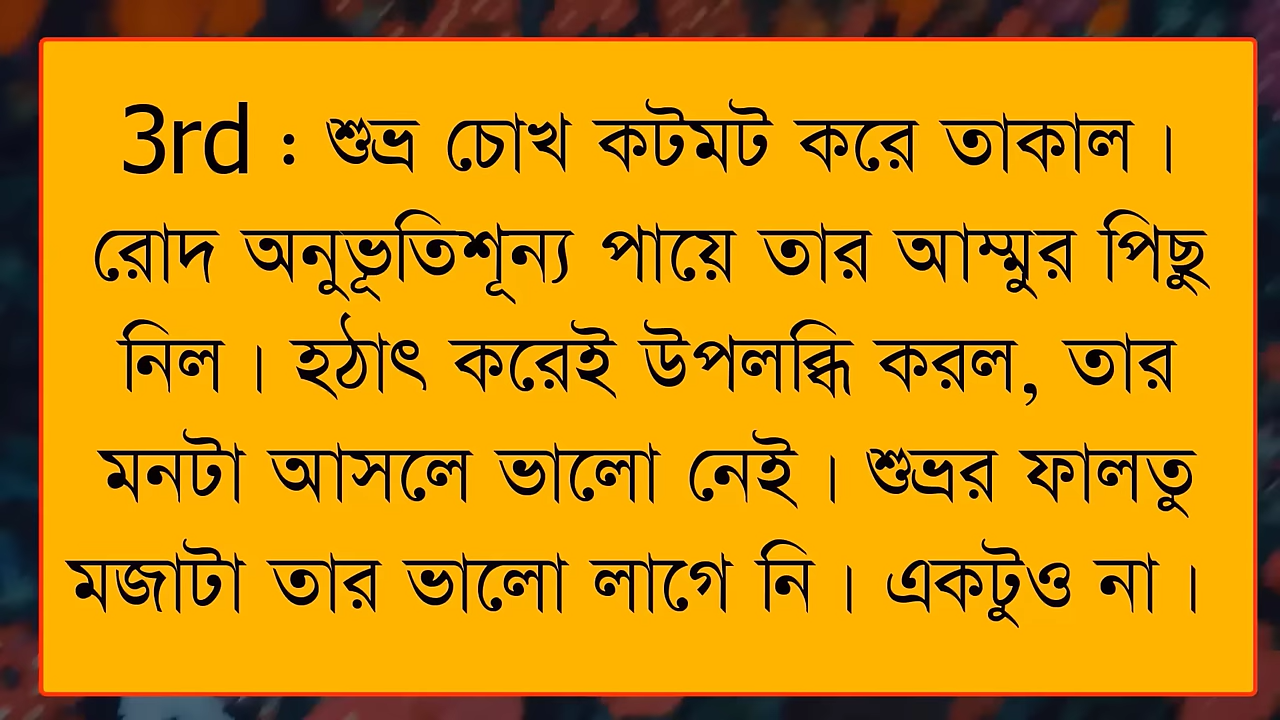 3rd : শুভ্র চোখ কটমট করে তাকাল ।
রোদ অনুভূতিশূন্য পায়ে তার আম্মুর পিছু
নিল । হঠাৎ করেই উপলব্ধি করল, তার
মনটা আসলে ভালো নেই । শুভ্রর ফালতু
মজাটা তার ভালো লাগে নি । একটুও না ।